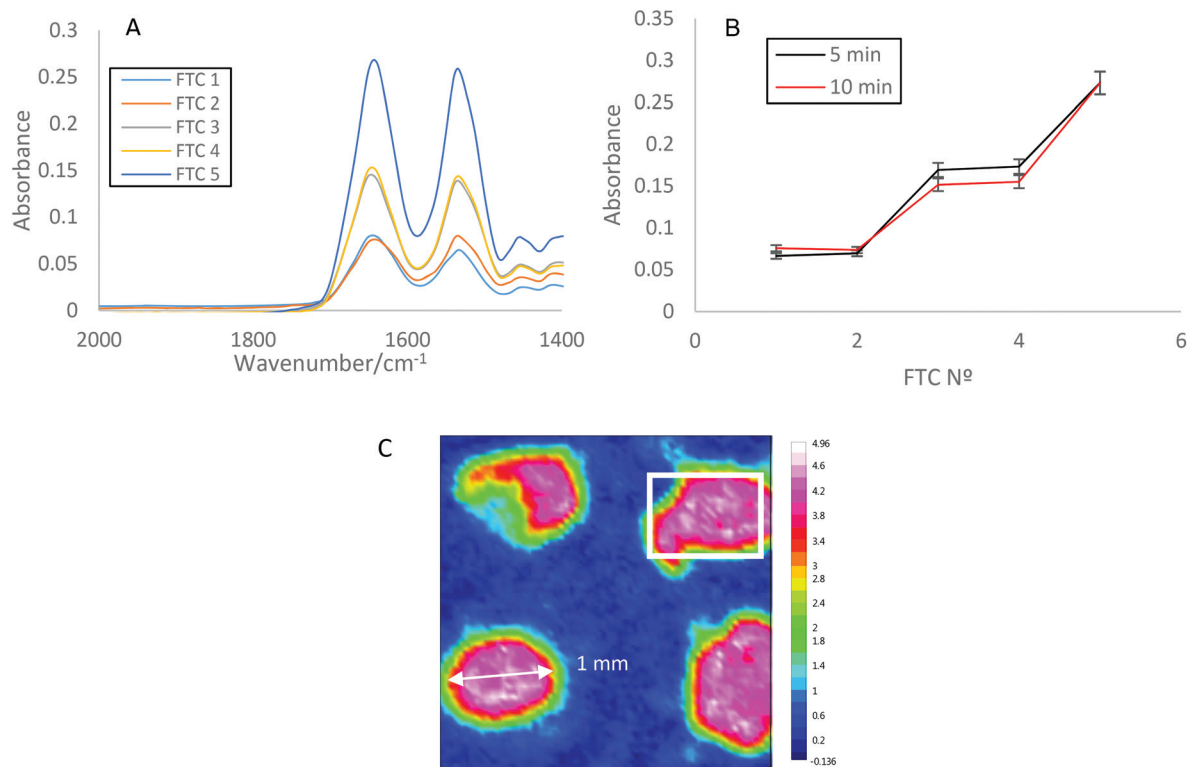 A
0.3
0.25
0.2
0.15
0.1
0.05
0
Absorbance
FTC 1
FTC 2
FTC 3
FTC 4
FTC 5
2000 1800 1600 1400
Wavenumber/cm⁻¹
B
0.35
0.3
0.25
0.2
0.15
0.1
0.05
0
Absorbance
5 min
10 min
0 2 4 6
FTC Nº
C
1 mm
4.96
4.6
4.2
3.8
3.4
3
2.8
2.4
2
1.8
1.4
1
0.6
0.2
-0.136